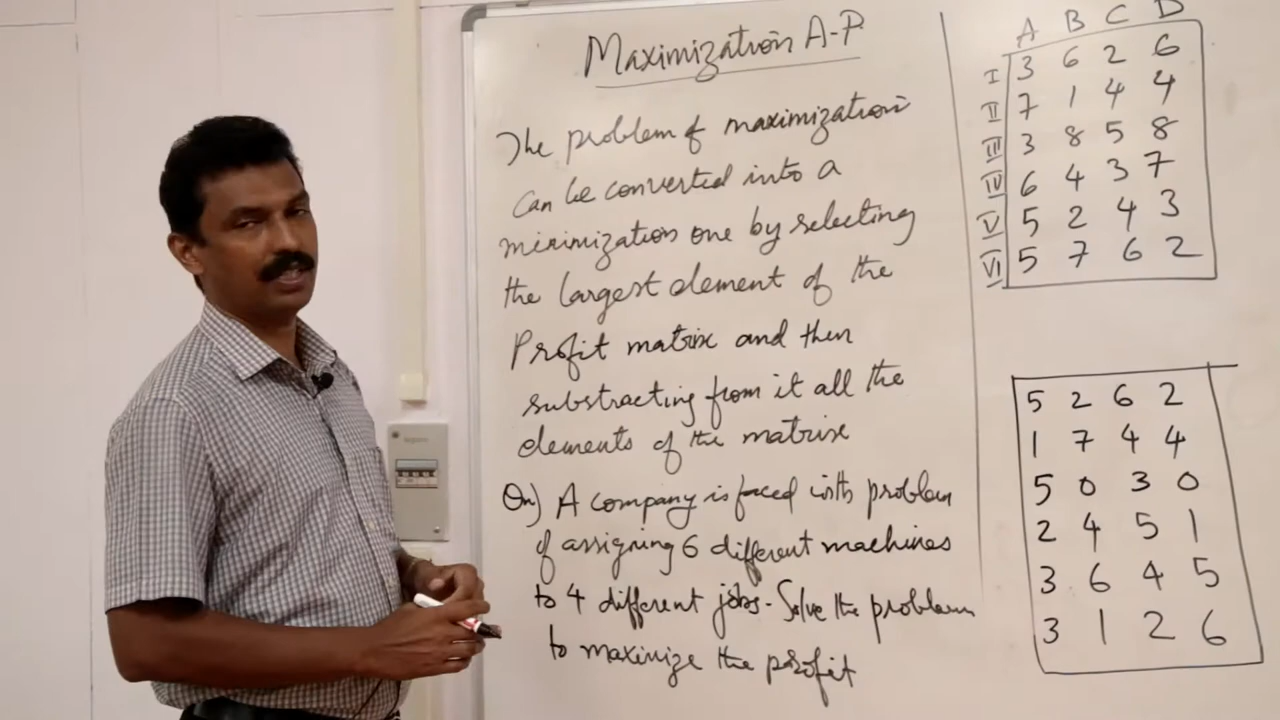 Maximization A-P
The problem of maximization
can be converted into a
minimization one by selecting
the largest element of the
Profit matrix and then
substracting from it all the
elements of the matrix
Qn) A company is faced with problem
of assigning 6 different machines
to 4 different jobs - Solve the problem
to maximize the profit
A B C D
I 3 6 2 6
II 7 1 4 4
III 3 8 5 8
IV 6 4 3 7
V 5 2 4 3
VI 5 7 6 2
5 2 6 2
1 7 4 4
5 0 3 0
2 4 5 1
3 6 4 5
3 1 2 6